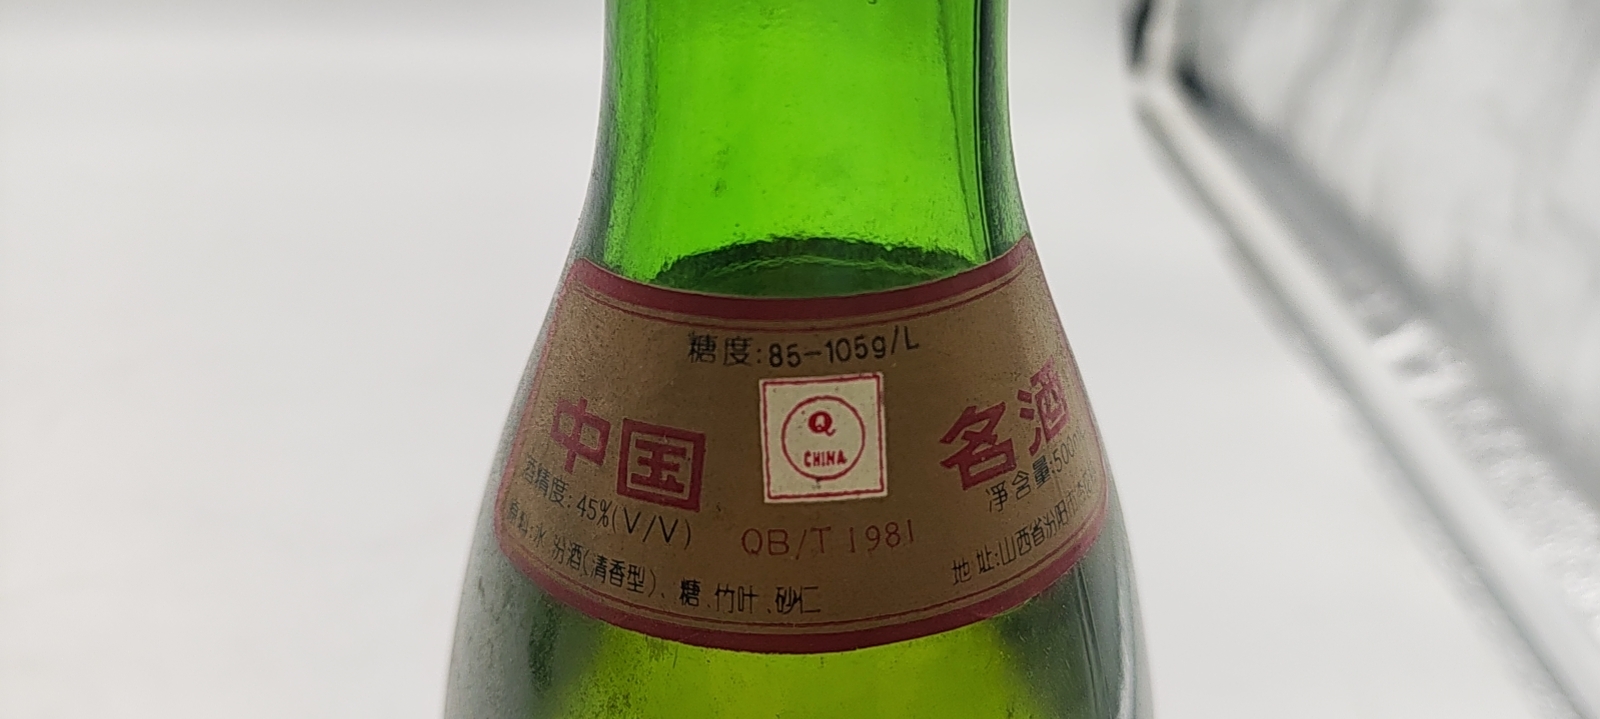 糖度:85-105g/L
中国
Q
CHINA
名酒
酒精度:45%(V/V)
净含量:500
QB/T 1981
原料:水 汾酒(清香型)、糖、竹叶、砂仁
地址:山西省汾阳市杏花